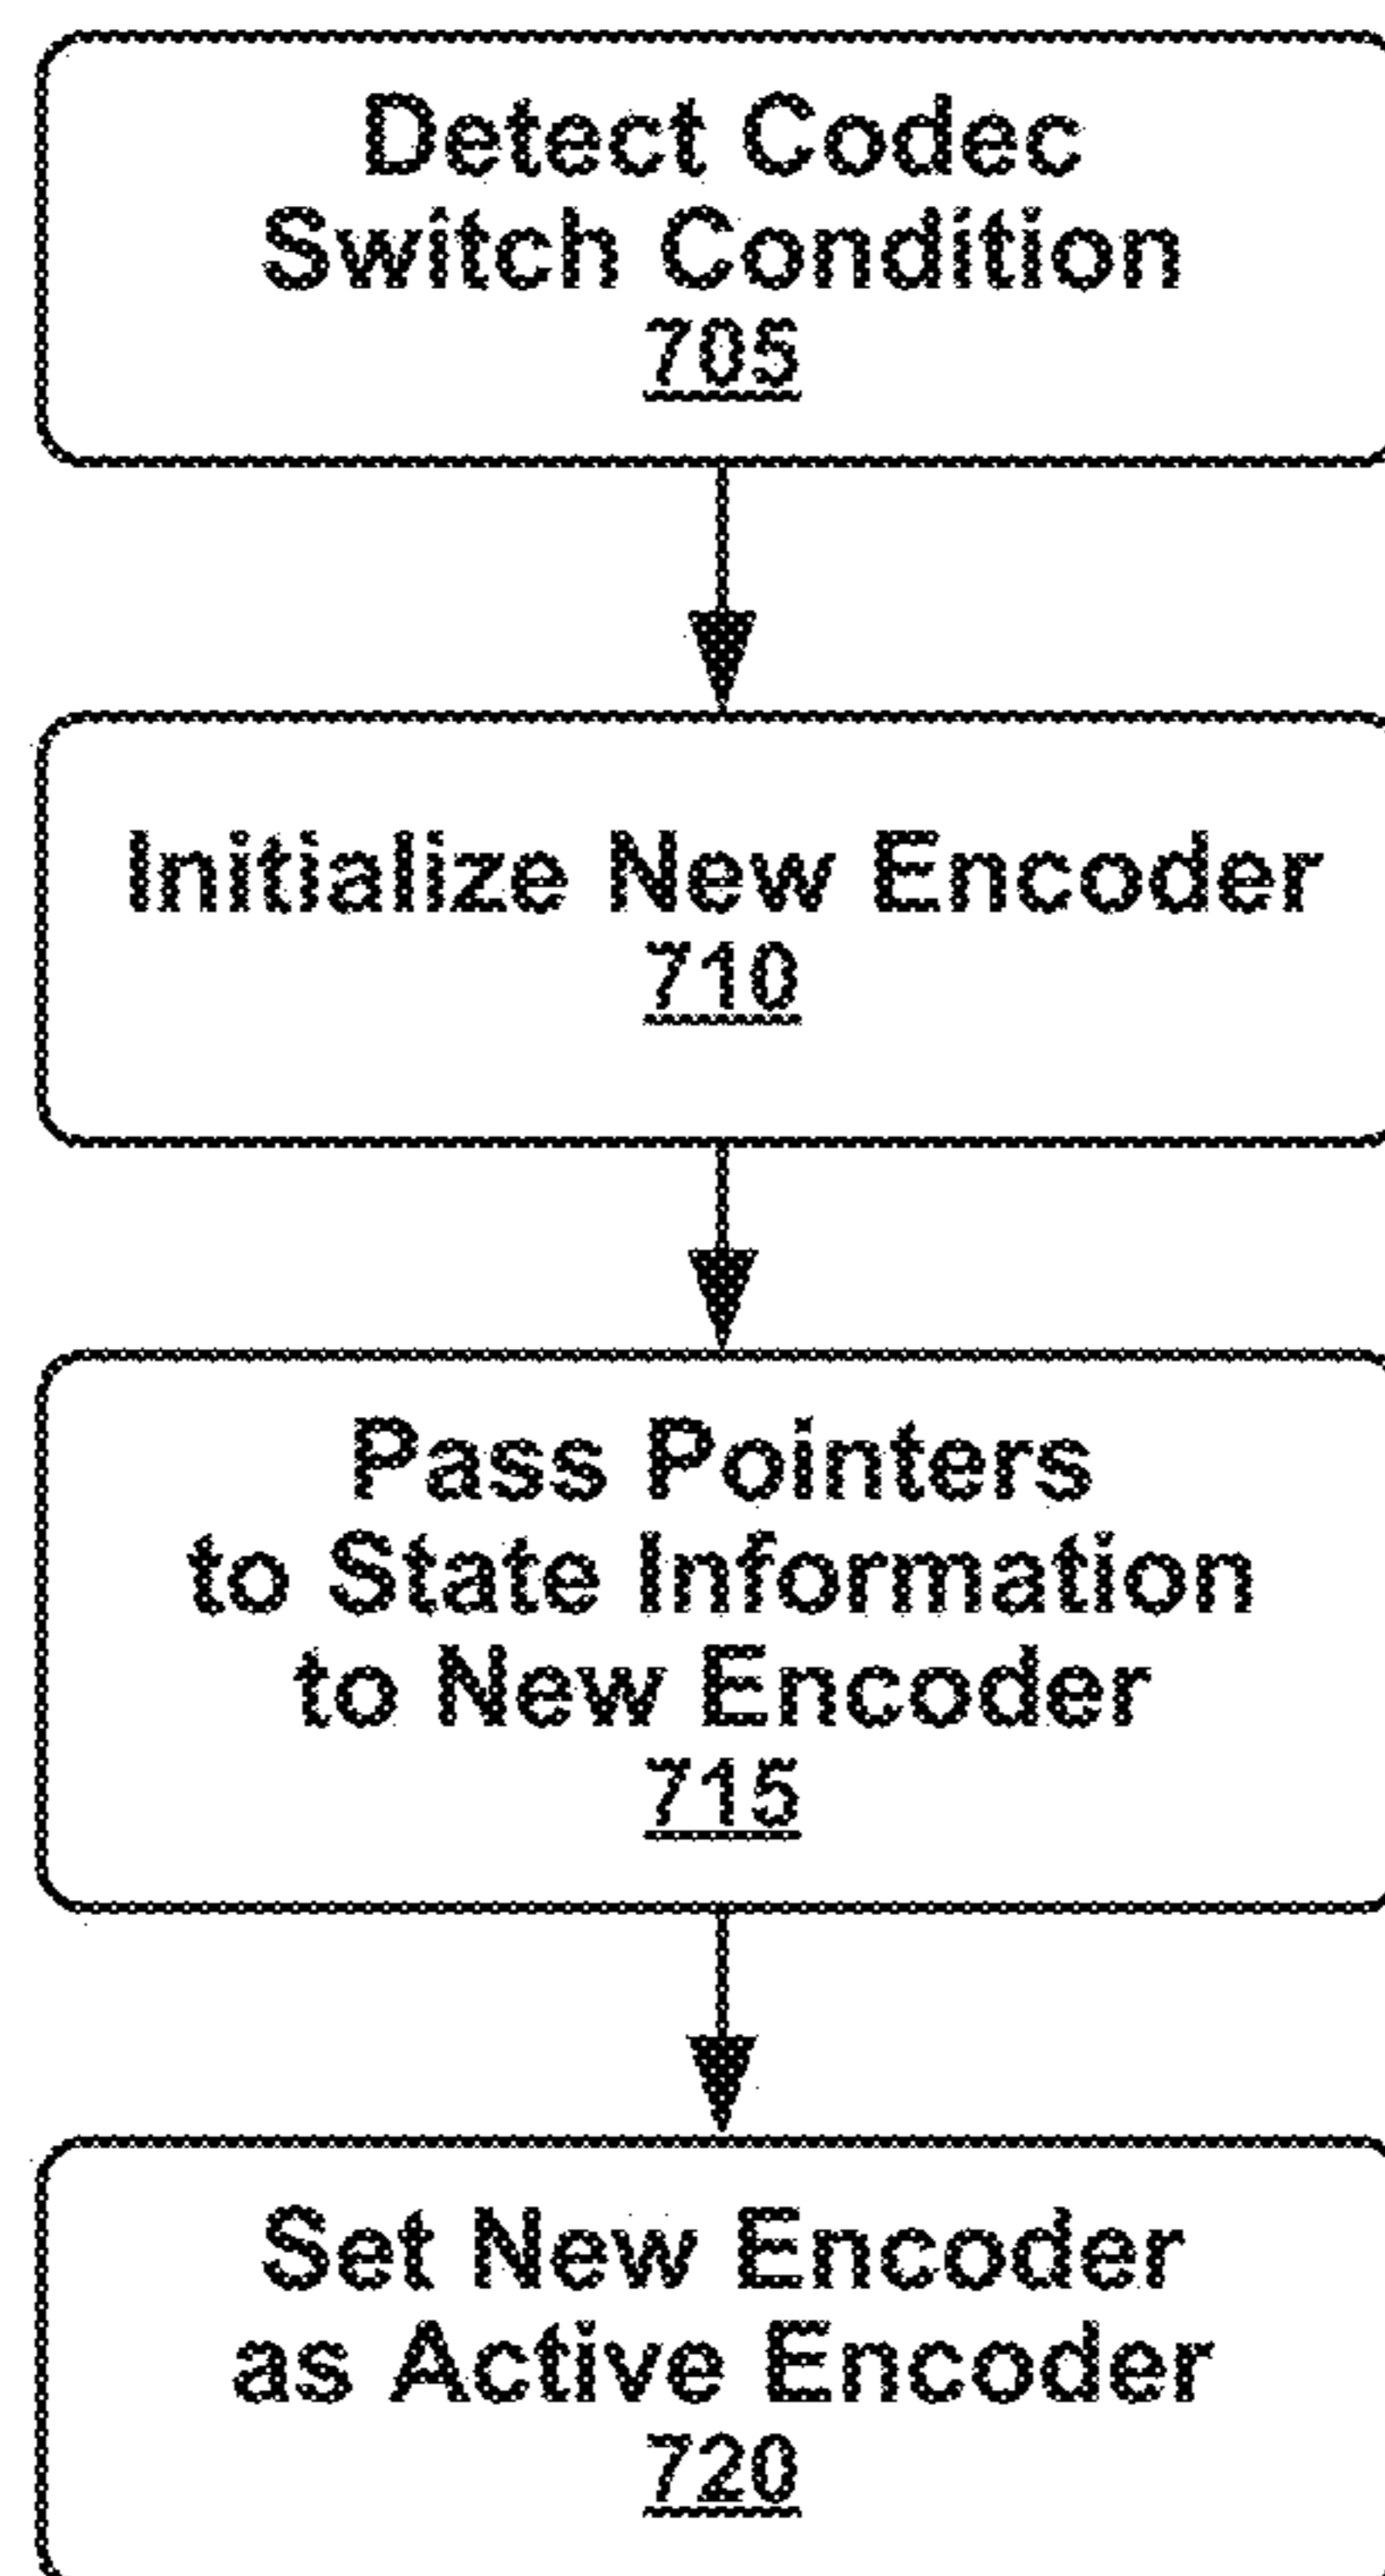 Detect Codec
Switch Condition
705
Initialize New Encoder
710
Pass Pointers
to State Information
to New Encoder
715
Set New Encoder
as Active Encoder
720